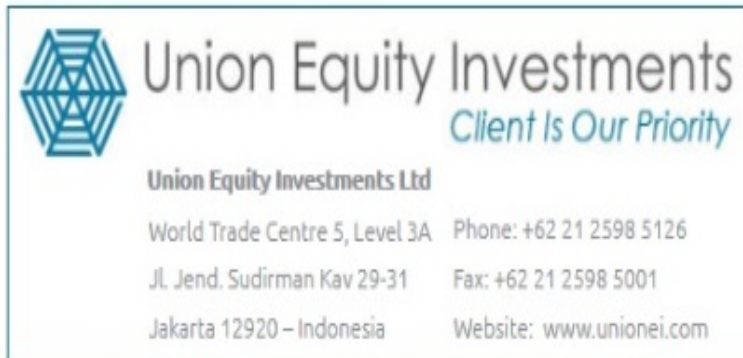 Union Equity Investments
Client Is Our Priority
Union Equity Investments Ltd
World Trade Centre 5, Level 3A
Phone: +62 21 2598 5126
Jl. Jend. Sudirman Kav 29-31
Fax: +62 21 2598 5001
Jakarta 12920 – Indonesia
Website: www.unionei.com